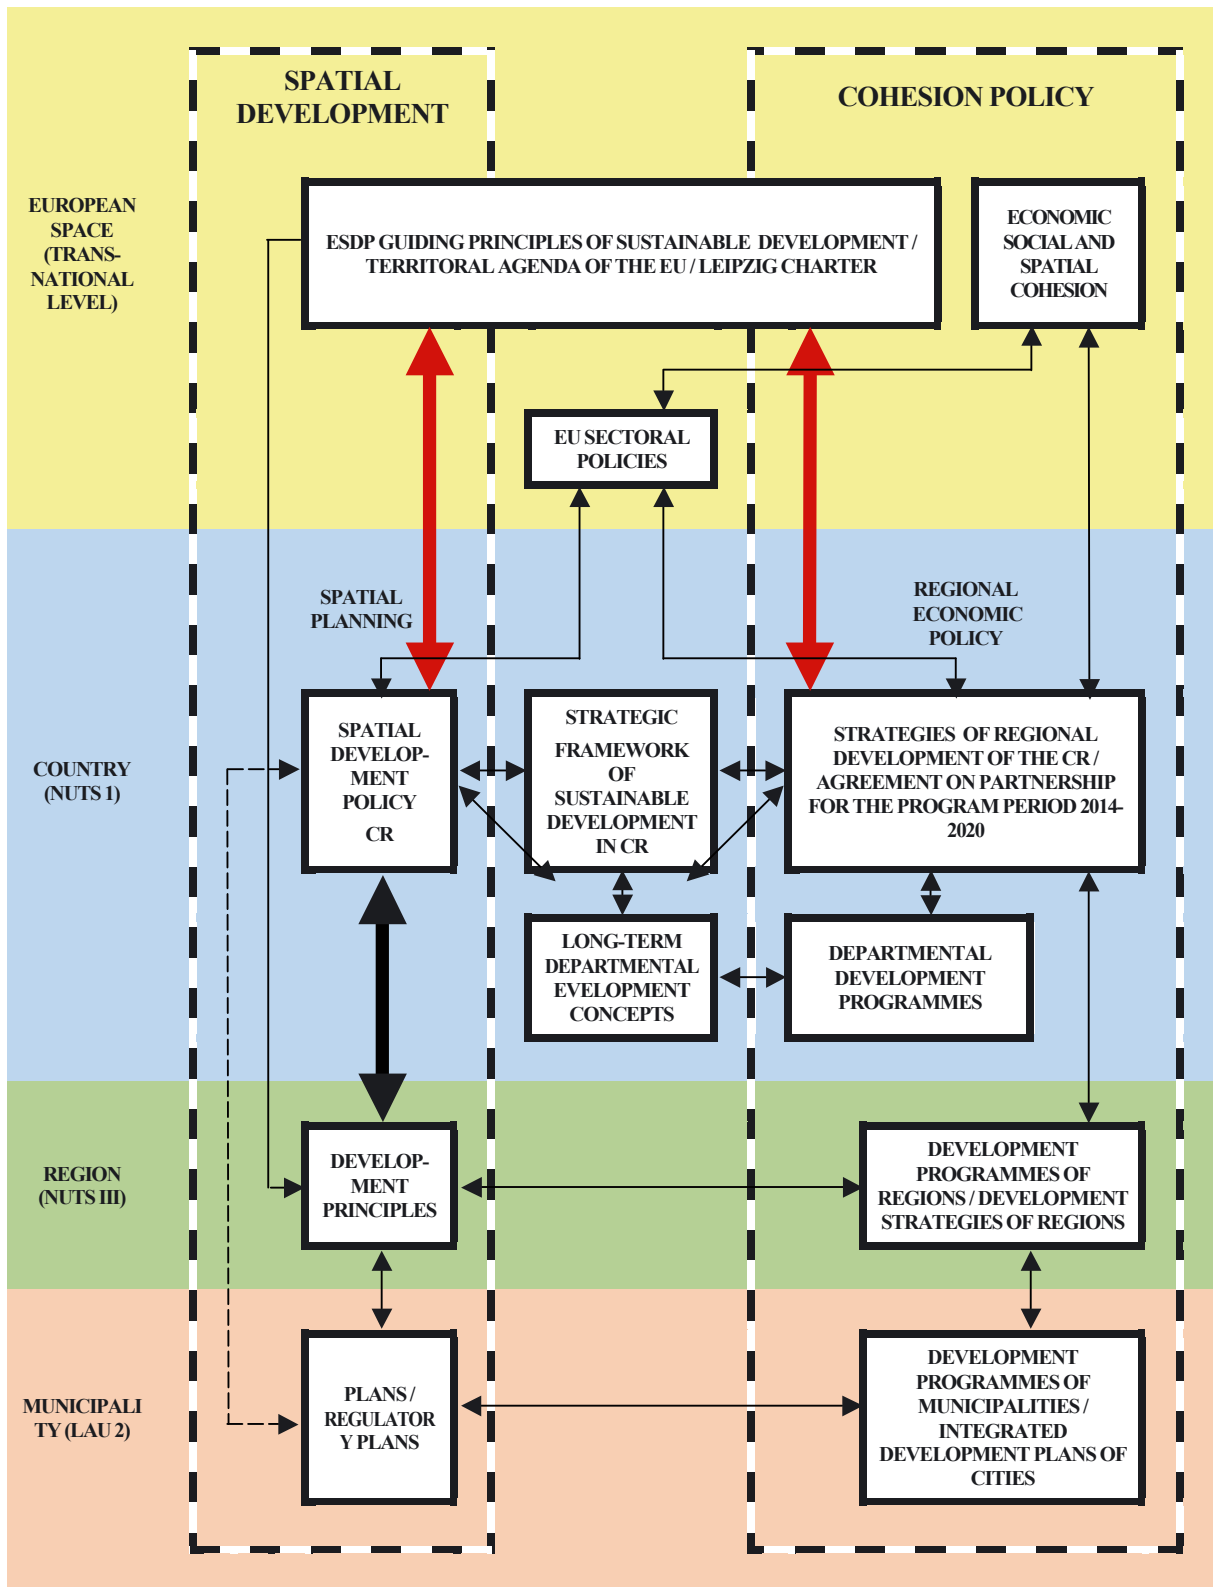 SPATIAL
DEVELOPMENT
COHESION POLICY
EUROPEAN
SPACE
(TRANS-
NATIONAL
LEVEL)
ESDP GUIDING PRINCIPLES OF SUSTAINABLE DEVELOPMENT /
TERRITORAL AGENDA OF THE EU / LEIPZIG CHARTER
ECONOMIC
SOCIAL AND
SPATIAL
COHESION
EU SECTORAL
POLICIES
SPATIAL
PLANNING
REGIONAL
ECONOMIC
POLICY
COUNTRY
(NUTS 1)
SPATIAL
DEVELOP-
MENT
POLICY
CR
STRATEGIC
FRAMEWORK
OF
SUSTAINABLE
DEVELOPMENT
IN CR
STRATEGIES OF REGIONAL
DEVELOPMENT OF THE CR /
AGREEMENT ON PARTNERSHIP
FOR THE PROGRAM PERIOD 2014-
2020
LONG-TERM
DEPARTMENTAL
EVELOPMENT
CONCEPTS
DEPARTMENTAL
DEVELOPMENT
PROGRAMMES
REGION
(NUTS III)
DEVELOP-
MENT
PRINCIPLES
DEVELOPMENT
PROGRAMMES OF
REGIONS / DEVELOPMENT
STRATEGIES OF REGIONS
MUNICIPALI
TY (LAU 2)
PLANS /
REGULATOR
Y PLANS
DEVELOPMENT
PROGRAMMES OF
MUNICIPALITIES /
INTEGRATED
DEVELOPMENT PLANS OF
CITIES